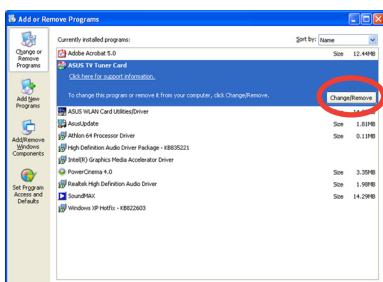 Add or Remove Programs
Change or
Remove
Programs
Add New
Programs
Add/Remove
Windows
Components
Set Program
Access and
Defaults
Currently installed programs:
Sort by: Name
Adobe Acrobat 5.0 Size 12.44MB
ASUS TV Tuner Card
Click here for support information.
To change this program or remove it from your computer, click Change/Remove.
Change/Remove
ASUS WLAN Card Utilities/Driver Size
AsusUpdate Size 1.81MB
Athlon 64 Processor Driver Size 0.11MB
High Definition Audio Driver Package - KB835221
Intel(R) Graphics Media Accelerator Driver
PowerCinema 4.0 Size 3.35MB
Realtek High Definition Audio Driver Size 1.98MB
SoundMAX Size 14.29MB
Windows XP Hotfix - KB822603